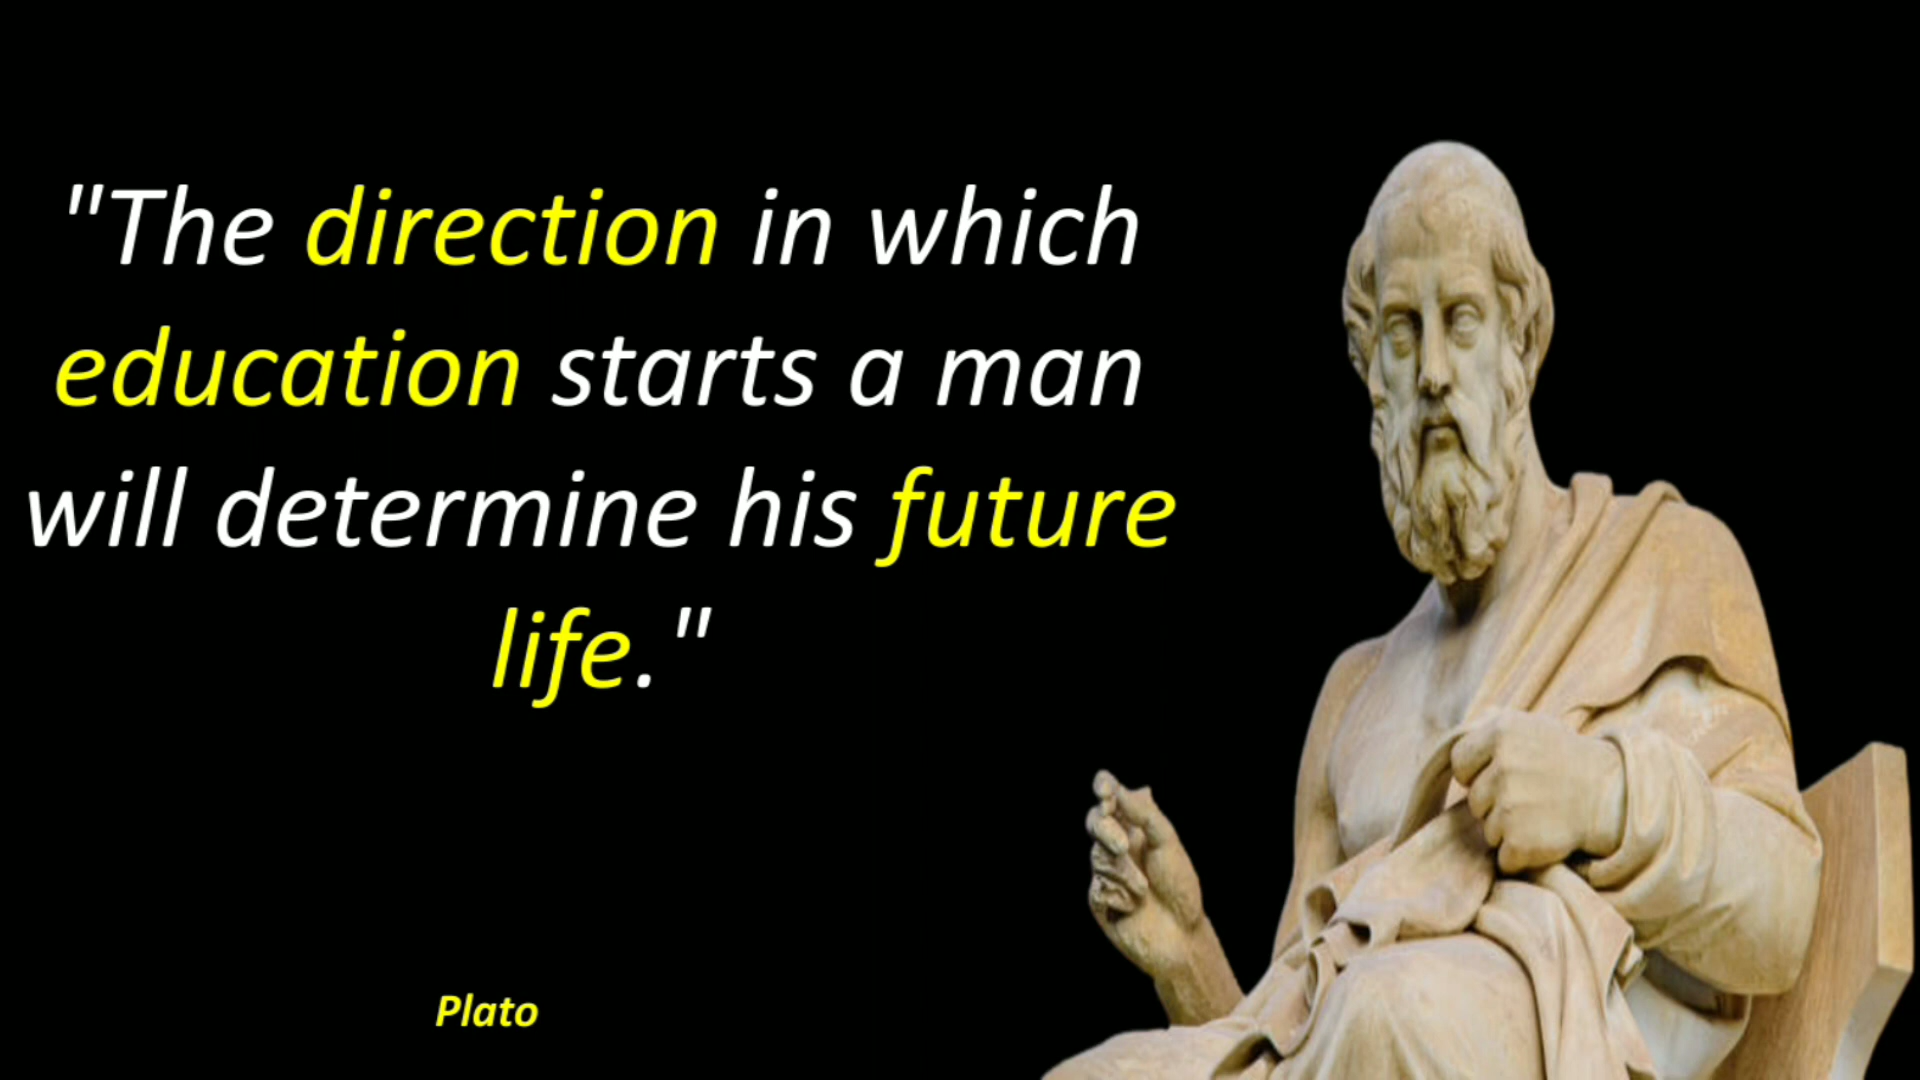 "The direction in which
education starts a man
will determine his future
life."
Plato